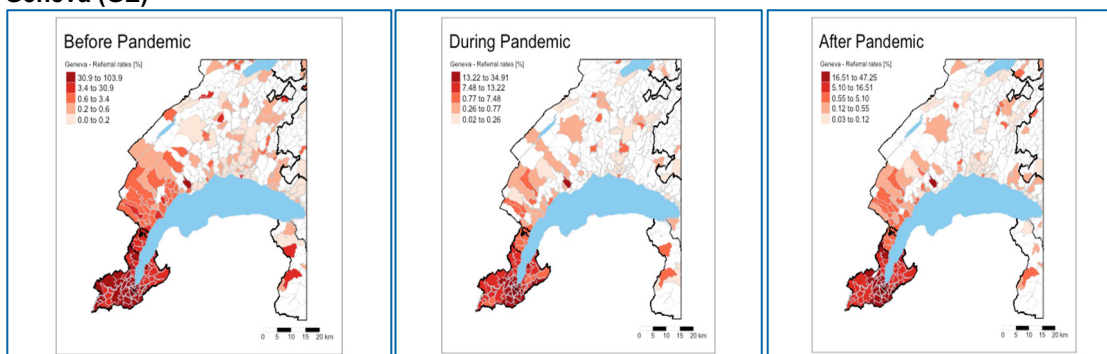 Geneva (GE)
Before Pandemic
Geneva - Referral rates [%]
30.9 to 103.9
3.4 to 30.9
0.6 to 3.4
0.2 to 0.6
0.0 to 0.2
0 5 10 15 20 km
During Pandemic
Geneva - Referral rates [%]
13.22 to 34.91
7.48 to 13.22
0.77 to 7.48
0.26 to 0.77
0.02 to 0.26
0 5 10 15 20 km
After Pandemic
Geneva - Referral rates [%]
16.51 to 47.25
5.10 to 16.51
0.55 to 5.10
0.12 to 0.55
0.03 to 0.12
0 5 10 15 20 km